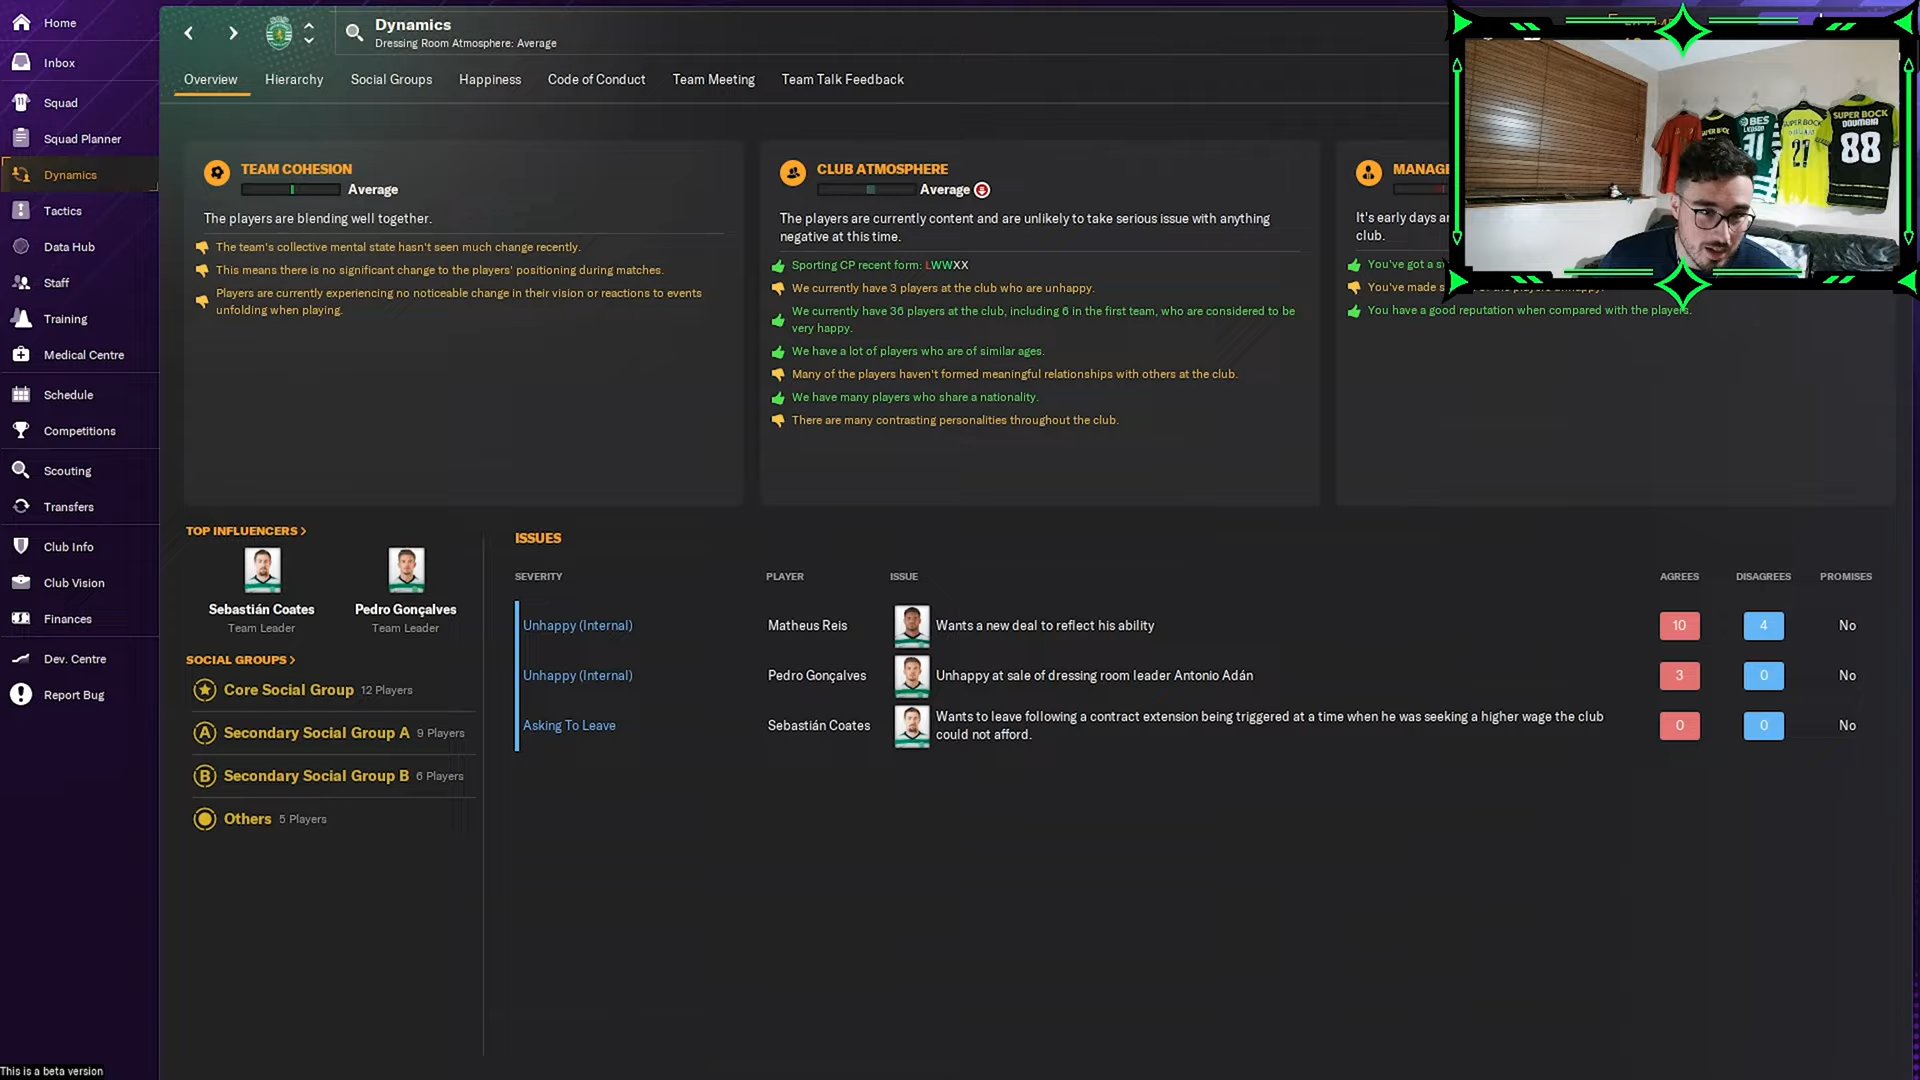 Home
Inbox
Squad
Squad Planner
Dynamics
Tactics
Data Hub
Staff
Training
Medical Centre
Schedule
Competitions
Scouting
Transfers
Club Info
Club Vision
Finances
Dev. Centre
Report Bug
This is a beta version
Dynamics
Dressing Room Atmosphere: Average
Overview
Hierarchy
Social Groups
Happiness
Code of Conduct
Team Meeting
Team Talk Feedback
TEAM COHESION
Average
The players are blending well together.
The team's collective mental state hasn't seen much change recently.
This means there is no significant change to the players' positioning during matches.
Players are currently experiencing no noticeable change in their vision or reactions to events
unfolding when playing.
CLUB ATMOSPHERE
Average
The players are currently content and are unlikely to take serious issue with anything
negative at this time.
Sporting CP recent form: LWWXX
We currently have 3 players at the club who are unhappy.
We currently have 36 players at the club, including 6 in the first team, who are considered to be
very happy.
We have a lot of players who are of similar ages.
Many of the players haven't formed meaningful relationships with others at the club.
We have many players who share a nationality.
There are many contrasting personalities throughout the club.
MANAGE
It's early days a
club.
You've got a s
You've made s
You have a good reputation when compared with the players.
SUPER BOCK
BES
31
27
SUPER BOCK
DOUMBIA
88
TOP INFLUENCERS >
Sebastián Coates
Team Leader
Pedro Gonçalves
Team Leader
SOCIAL GROUPS >
Core Social Group 12 Players
A Secondary Social Group A 9 Players
B Secondary Social Group B 6 Players
Others 5 Players
ISSUES
SEVERITY PLAYER ISSUE AGREES DISAGREES PROMISES
Unhappy (Internal) Matheus Reis Wants a new deal to reflect his ability 10 4 No
Unhappy (Internal) Pedro Gonçalves Unhappy at sale of dressing room leader Antonio Adán 3 0 No
Asking To Leave Sebastián Coates Wants to leave following a contract extension being triggered at a time when he was seeking a higher wage the club
could not afford. 0 0 No